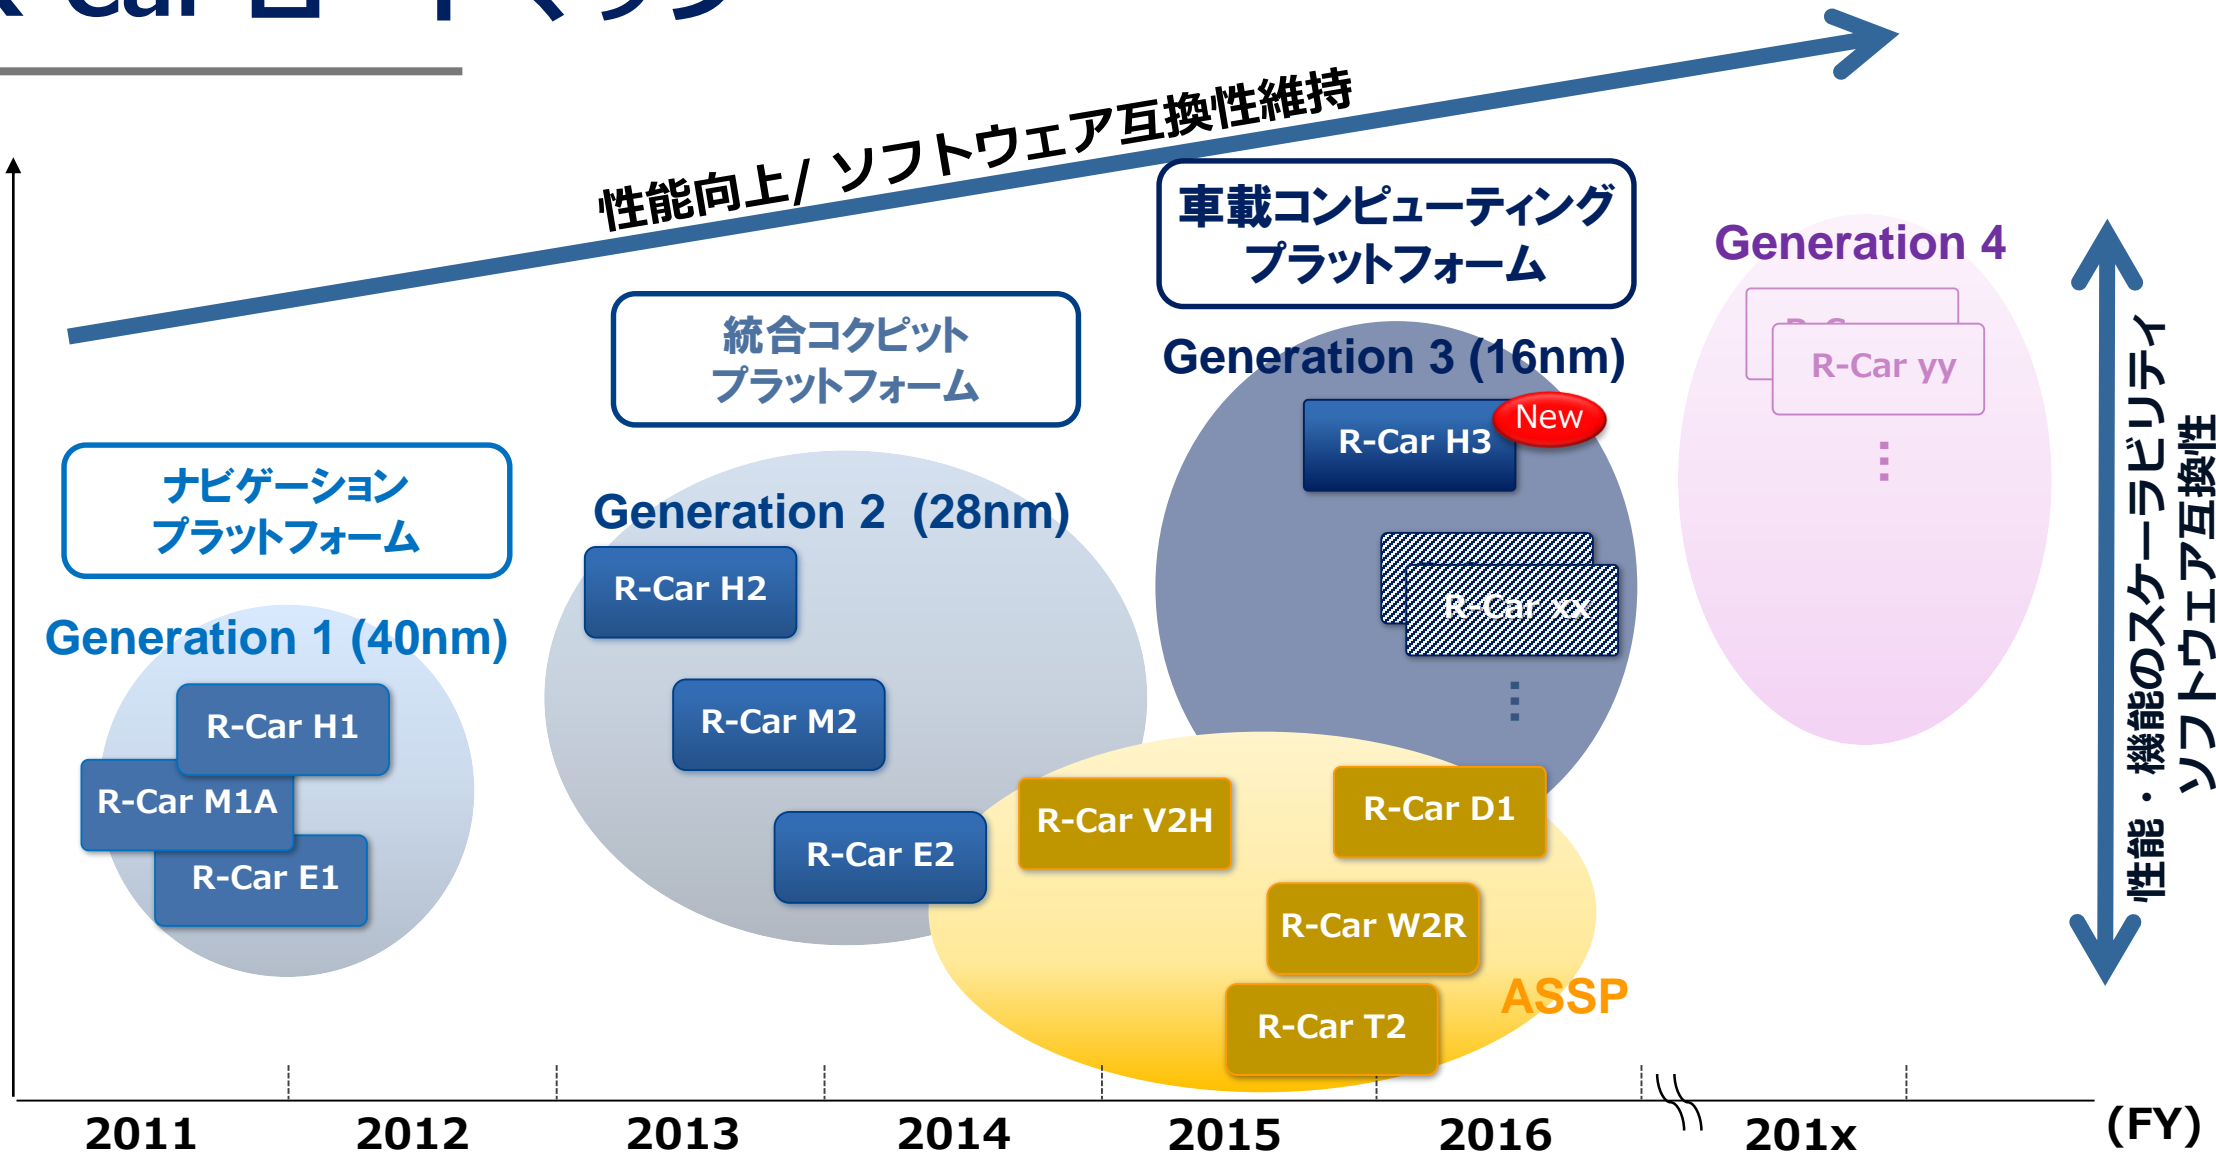 R-Car ロードマップ
性能向上/ ソフトウェア互換性維持
車載コンピューティング
プラットフォーム
Generation 4
統合コクピット
プラットフォーム
Generation 3 (16nm)
R-Car yy
…
R-Car H3
New
ナビゲーション
プラットフォーム
Generation 2 (28nm)
R-Car H2
R-Car xx
…
Generation 1 (40nm)
R-Car H1
R-Car M2
R-Car M1A
R-Car V2H
R-Car D1
R-Car E1
R-Car E2
R-Car W2R
ASSP
R-Car T2
性能・機能のスケーラビリティ
ソフトウェア互換性
2011
2012
2013
2014
2015
2016
201x
(FY)